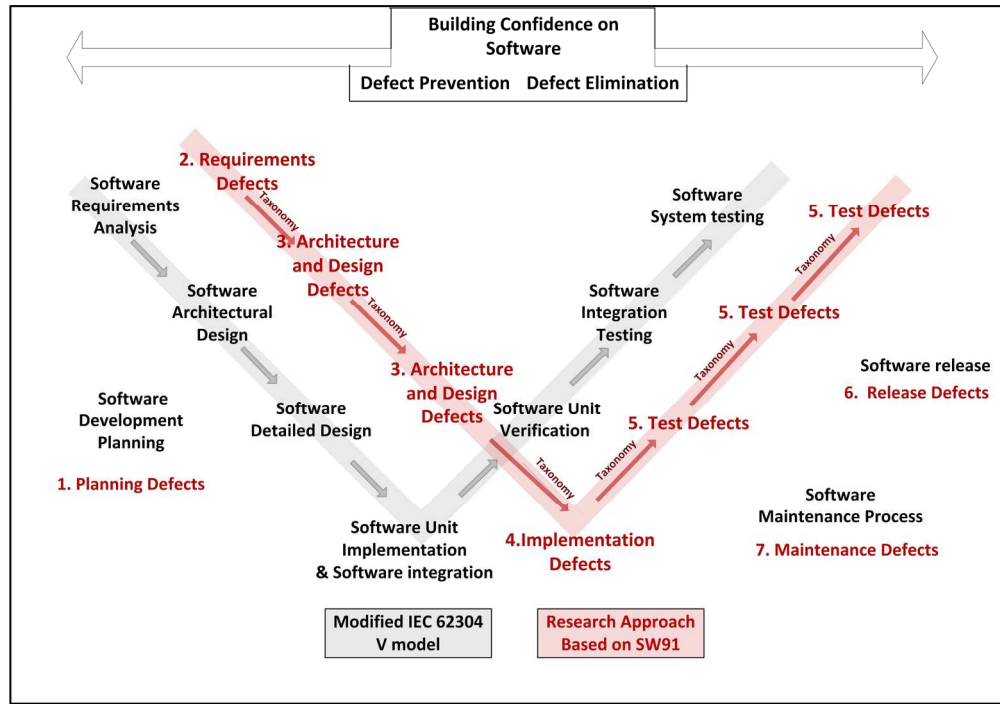 Building Confidence on
Software
Defect Prevention Defect Elimination
2. Requirements
Defects
Software
Requirements
Analysis
Taxonomy
3. Architecture
and Design
Defects
Software
Architectural
Design
Taxonomy
3. Architecture
and Design
Defects
Software
Detailed Design
Software
Development
Planning
1. Planning Defects
Software Unit
Implementation
& Software integration
Taxonomy
4.Implementation
Defects
Software Unit
Verification
Software
Integration
Testing
Software
System testing
Taxonomy
5. Test Defects
Taxonomy
5. Test Defects
Taxonomy
5. Test Defects
Software release
6. Release Defects
Software
Maintenance Process
7. Maintenance Defects
Modified IEC 62304
V model
Research Approach
Based on SW91